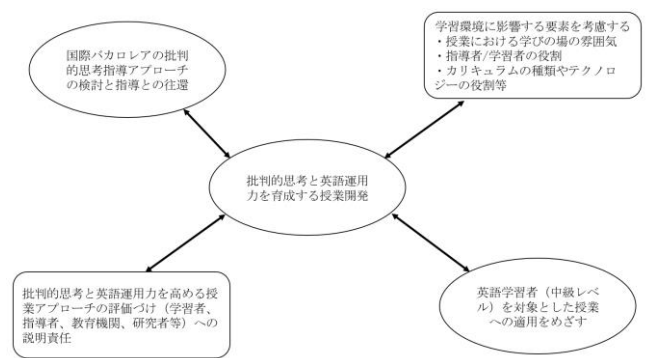 国際バカロレアの批判
的思考指導アプローチ
の検討と指導との往還
学習環境に影響する要素を考慮する
・授業における学びの場の雰囲気
・指導者/学習者の役割
・カリキュラムの種類やテクノロ
ジーの役割等
批判的思考と英語運用
力を育成する授業開発
批判的思考と英語運用力を高める授
業アプローチの評価づけ（学習者、
指導者、教育機関、研究者等）への
説明責任
英語学習者（中級レベ
ル）を対象とした授業
への適用をめざす